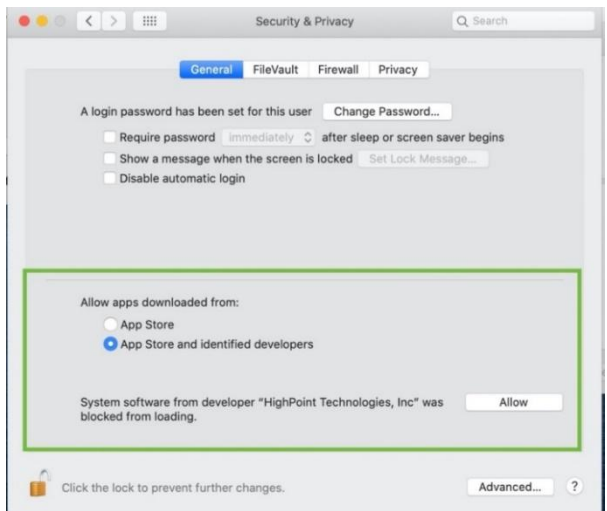 Security & Privacy
Search
General FileVault Firewall Privacy
A login password has been set for this user Change Password...
Require password immediately after sleep or screen saver begins
Show a message when the screen is locked Set Lock Message...
Disable automatic login
Allow apps downloaded from:
App Store
App Store and identified developers
System software from developer "HighPoint Technologies, Inc" was
blocked from loading.
Allow
Click the lock to prevent further changes.
Advanced... ?